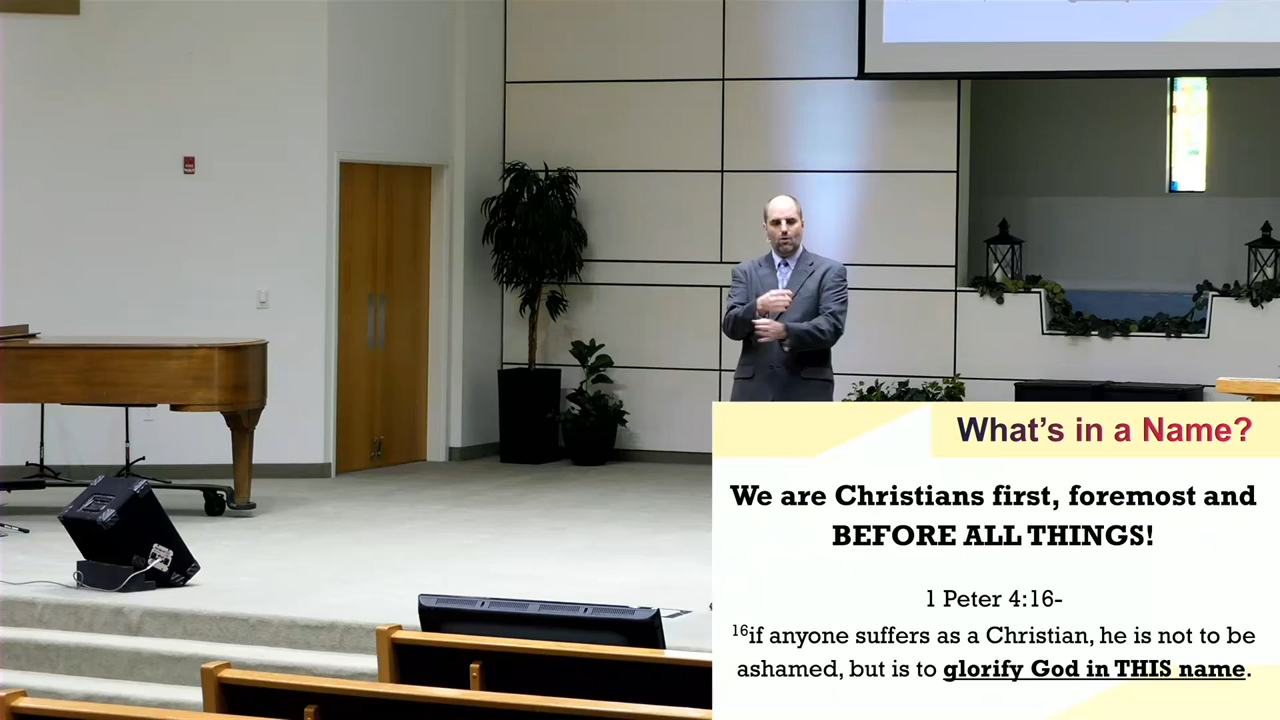 What's in a Name?
We are Christians first, foremost and
BEFORE ALL THINGS!
1 Peter 4:16-
16if anyone suffers as a Christian, he is not to be
ashamed, but is to glorify God in THIS name.